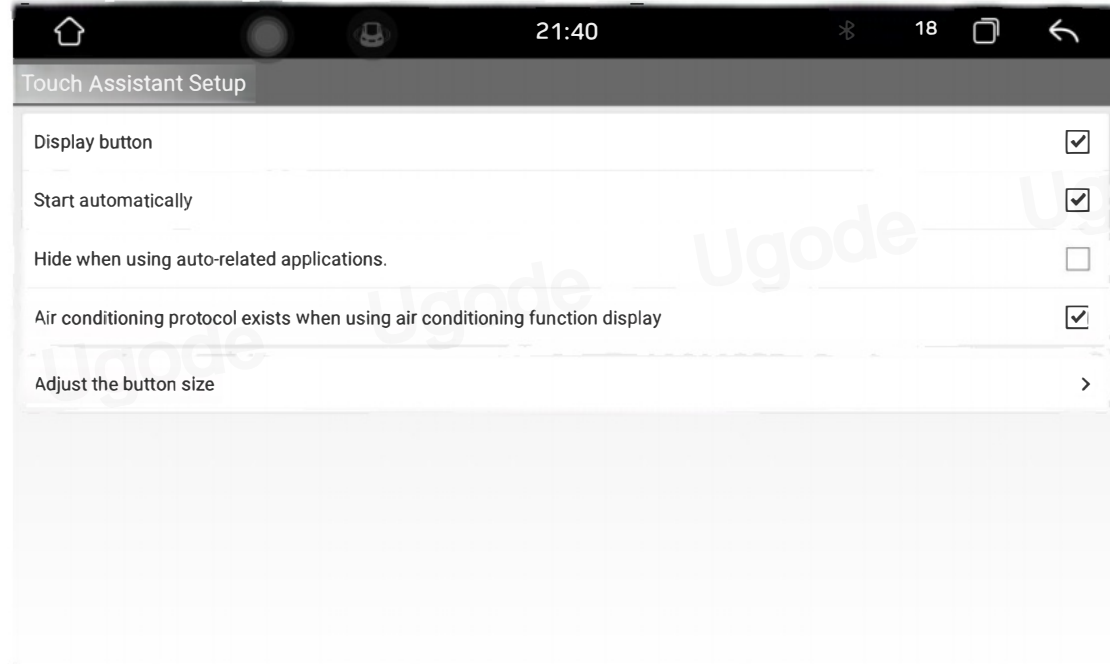 21:40
18
Touch Assistant Setup
Display button
Start automatically
Hide when using auto-related applications.
Air conditioning protocol exists when using air conditioning function display
Adjust the button size
Ugode
Ugode
Ugode
Ugo